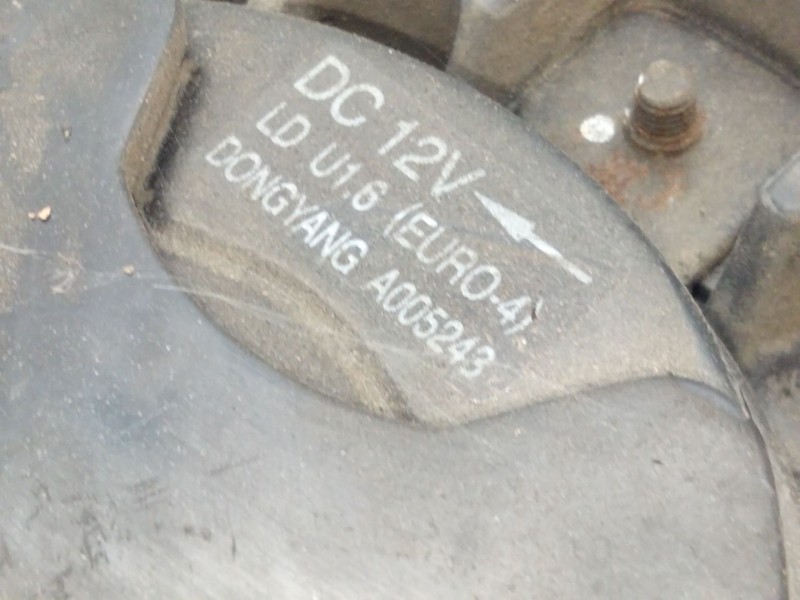 DC 12V
LD U1.6 (EURO-4)
DONGYANG A005243